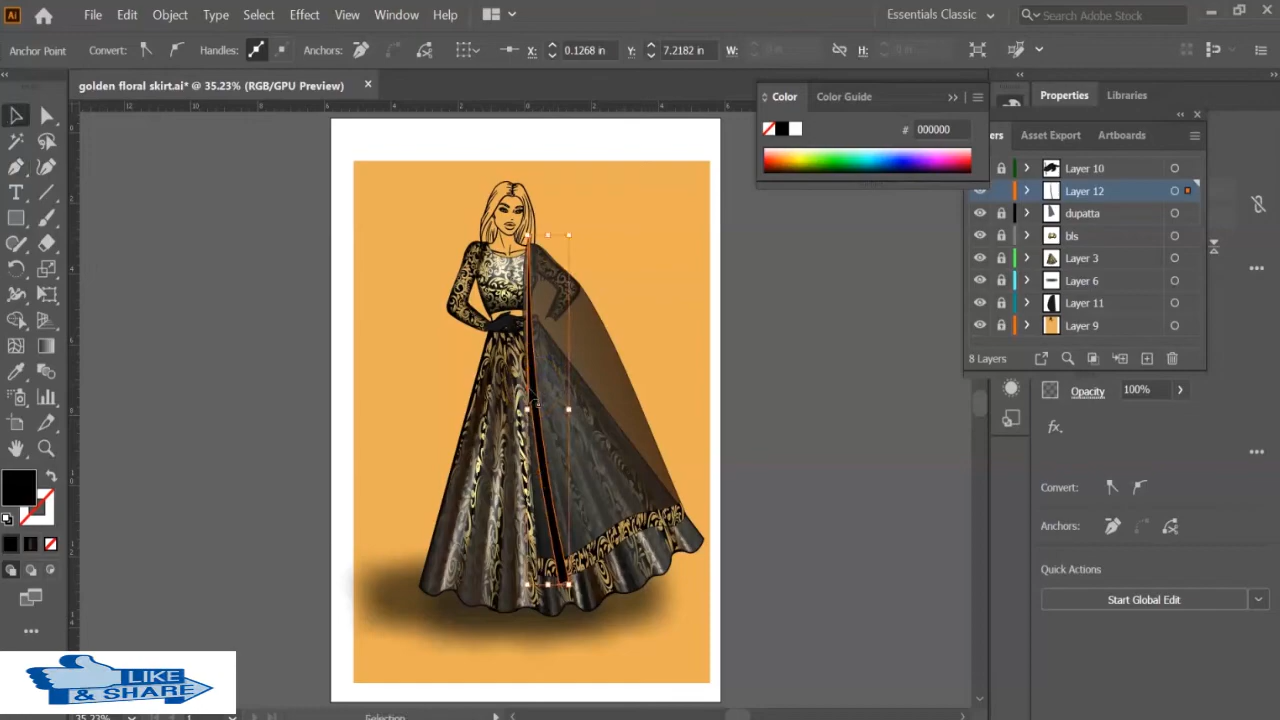 Ai File Edit Object Type Select Effect View Window Help Essentials Classic Search Adobe Stock
Anchor Point Convert: Handles: Anchors: X: 0.1268 in Y: 7.2182 in W: H:
golden floral skirt.ai* @ 35.23% (RGB/GPU Preview)
Color Color Guide
# 000000
Properties Libraries
ers Asset Export Artboards
Layer 10
Layer 12
dupatta
bls
Layer 3
Layer 6
Layer 11
Layer 9
8 Layers
Opacity 100%
fx
Convert:
Anchors:
Quick Actions
Start Global Edit
LIKE
& SHARE
35.23% 1 Selection